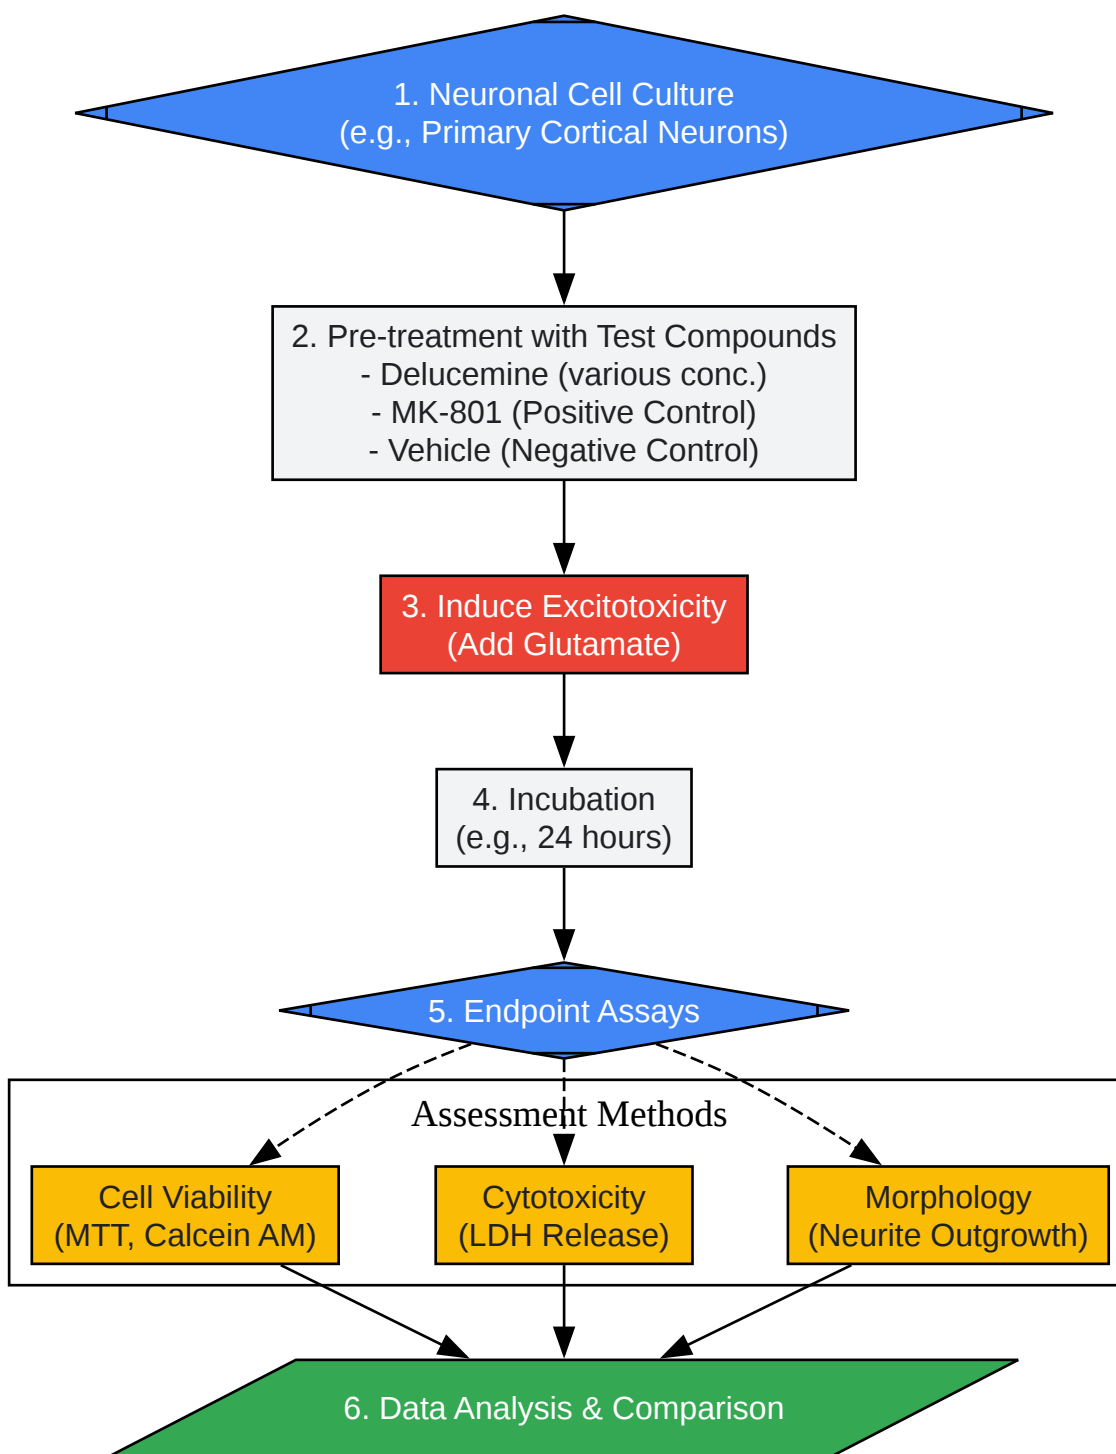 1. Neuronal Cell Culture
(e.g., Primary Cortical Neurons)
2. Pre-treatment with Test Compounds
- Delucemine (various conc.)
- MK-801 (Positive Control)
- Vehicle (Negative Control)
3. Induce Excitotoxicity
(Add Glutamate)
4. Incubation
(e.g., 24 hours)
5. Endpoint Assays
Assessment Methods
Cell Viability
(MTT, Calcein AM)
Cytotoxicity
(LDH Release)
Morphology
(Neurite Outgrowth)
6. Data Analysis & Comparison